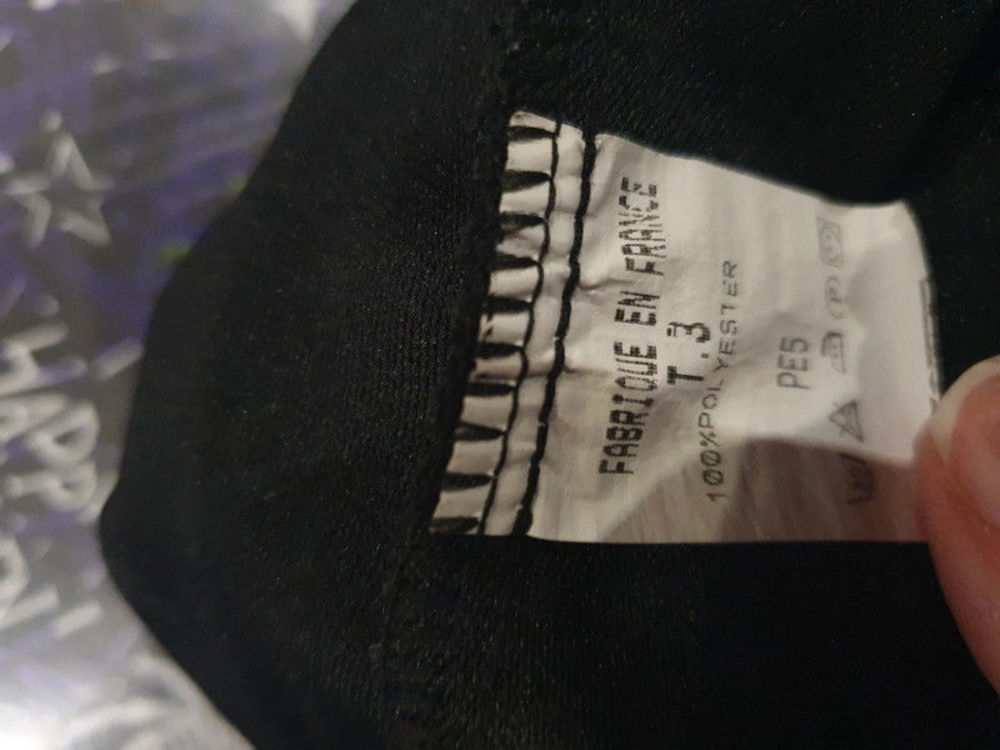 FABRIQUE EN FRANCE
T.3
100%POLYESTER
PE5